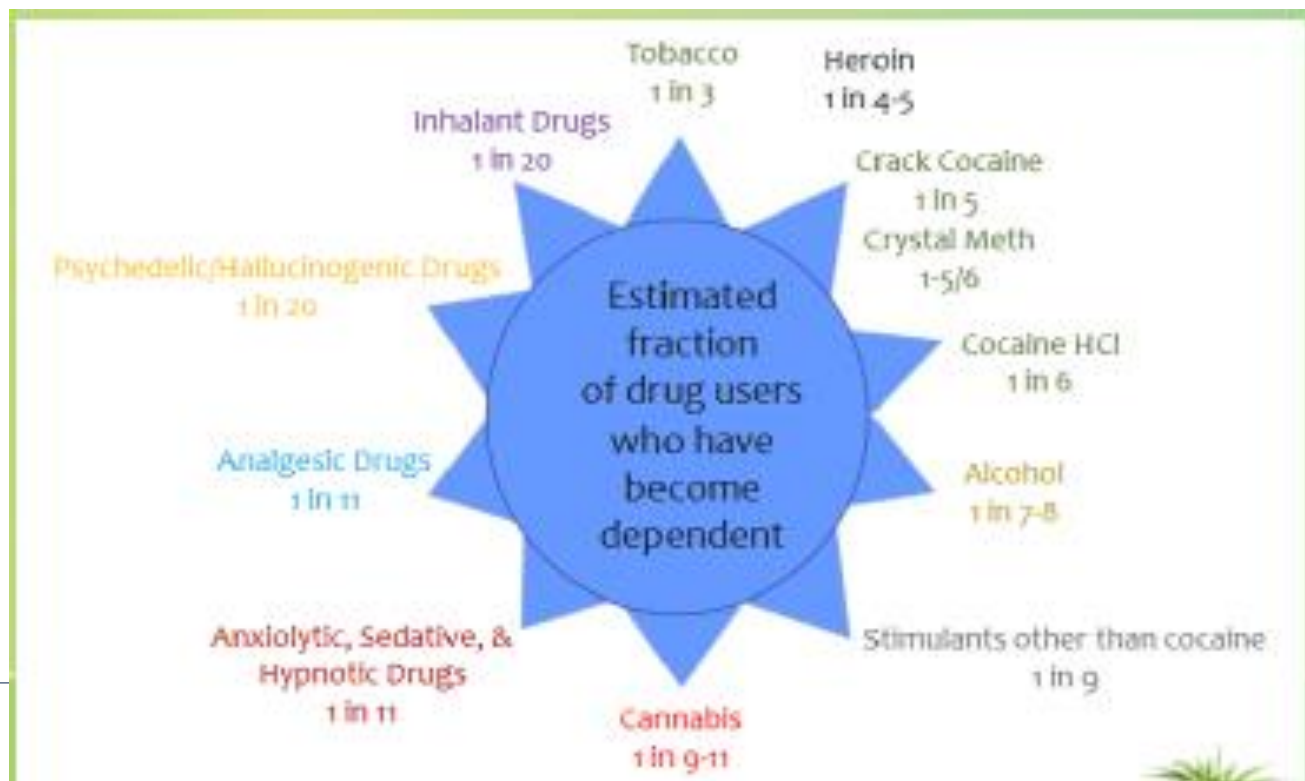 Tobacco
1 in 3
Heroin
1 in 4-5
Inhalant Drugs
1 in 20
Crack Cocaine
1 in 5
Crystal Meth
1-5/6
Psychedelic/Hallucinogenic Drugs
1 in 20
Estimated
fraction
of drug users
who have
become
dependent
Cocaine HCl
1 in 6
Analgesic Drugs
1 in 11
Alcohol
1 in 7-8
Anxiolytic, Sedative, &
Hypnotic Drugs
1 in 11
Stimulants other than cocaine
1 in 9
Cannabis
1 in 9-11